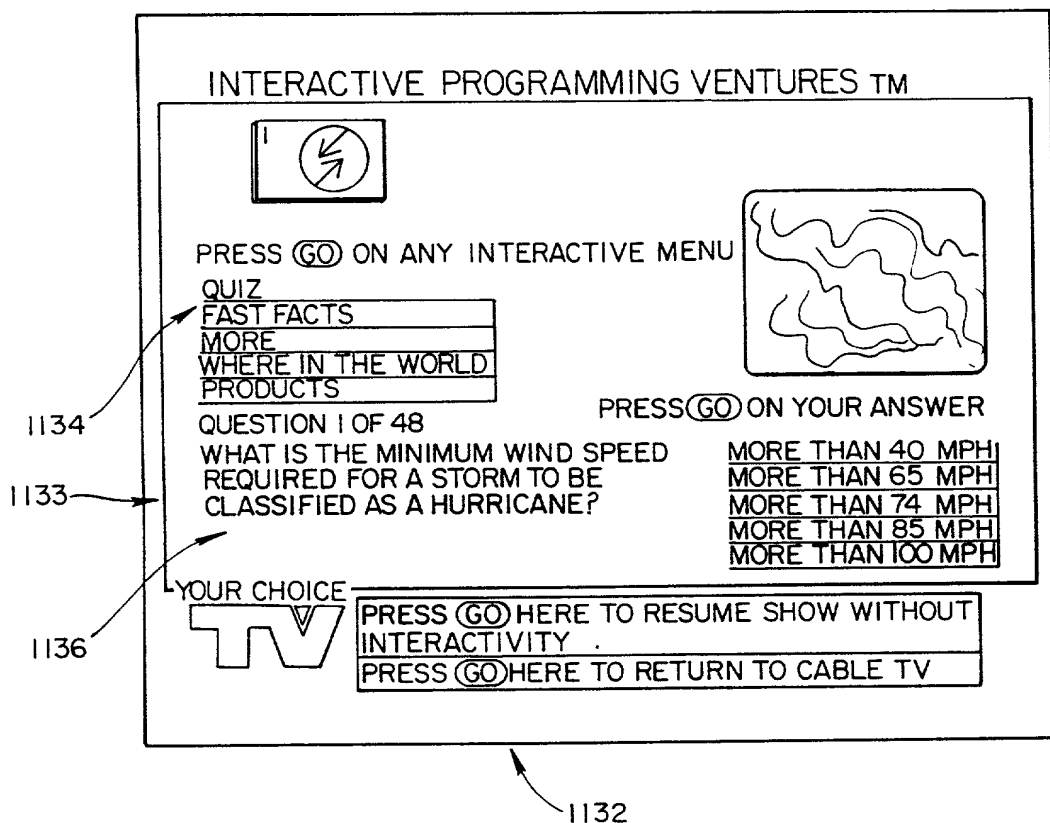 INTERACTIVE PROGRAMMING VENTURES TM
I
PRESS GO ON ANY INTERACTIVE MENU
QUIZ
FAST FACTS
MORE
WHERE IN THE WORLD
PRODUCTS
1134
QUESTION 1 OF 48
WHAT IS THE MINIMUM WIND SPEED
REQUIRED FOR A STORM TO BE
CLASSIFIED AS A HURRICANE?
1133
PRESS GO ON YOUR ANSWER
MORE THAN 40 MPH
MORE THAN 65 MPH
MORE THAN 74 MPH
MORE THAN 85 MPH
MORE THAN 100 MPH
1136
YOUR CHOICE
TV
PRESS GO HERE TO RESUME SHOW WITHOUT
INTERACTIVITY .
PRESS GO HERE TO RETURN TO CABLE TV
1132